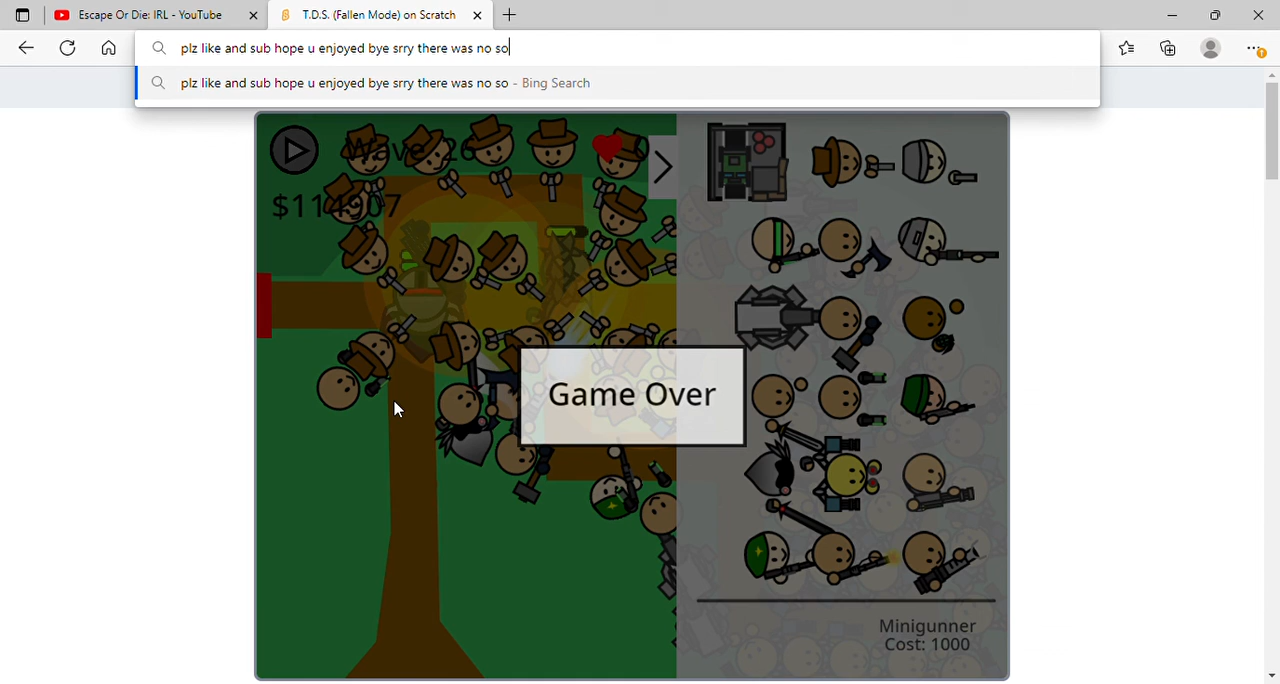 Escape Or Die: IRL - YouTube
T.D.S. (Fallen Mode) on Scratch
plz like and sub hope u enjoyed bye srry there was no so
plz like and sub hope u enjoyed bye srry there was no so - Bing Search
Wave 26
$114907
Game Over
Minigunner
Cost: 1000